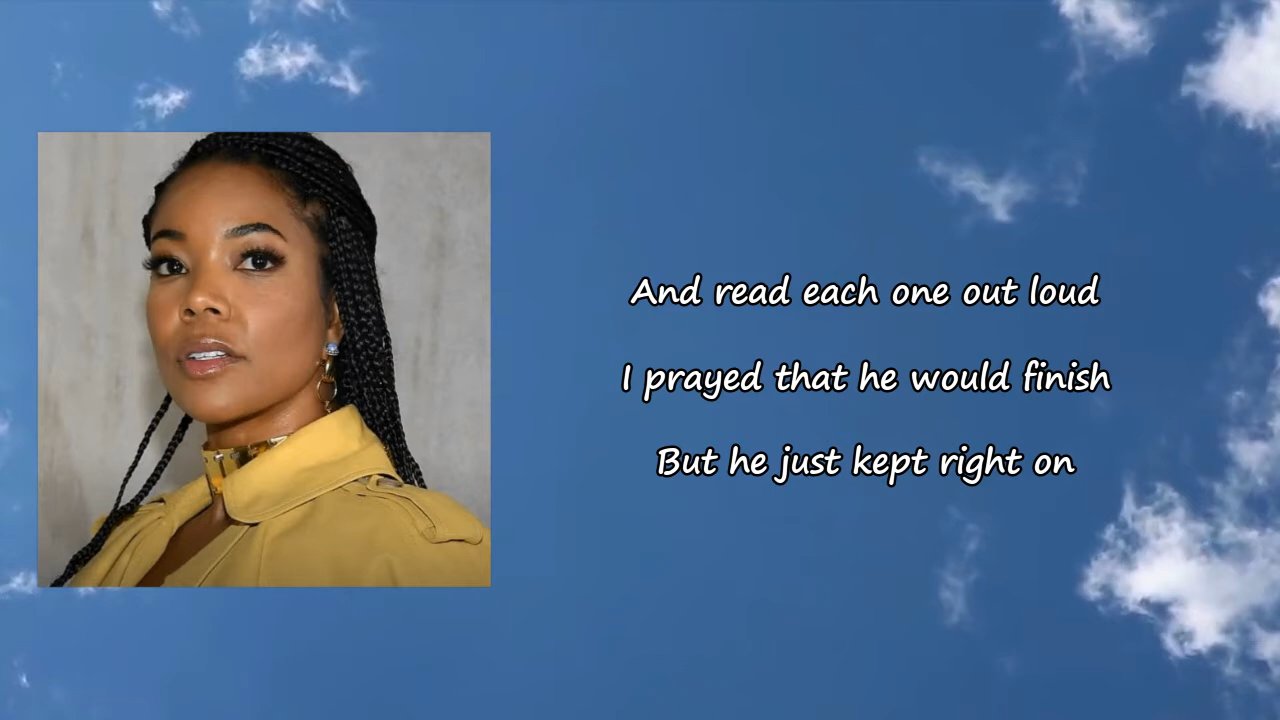 And read each one out loud
I prayed that he would finish
But he just kept right on